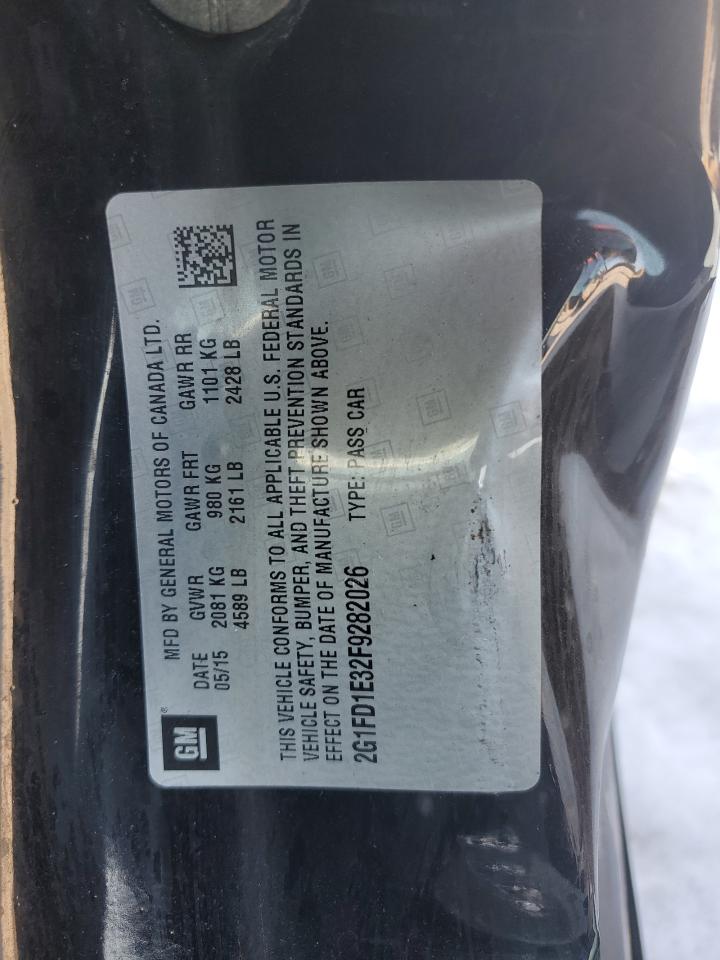 GM®
MFD BY GENERAL MOTORS OF CANADA LTD.
DATE GVWR GAWR FRT GAWR RR
05/15 2081 KG 980 KG 1101 KG
4589 LB 2161 LB 2428 LB
THIS VEHICLE CONFORMS TO ALL APPLICABLE U.S. FEDERAL MOTOR
VEHICLE SAFETY, BUMPER, AND THEFT PREVENTION STANDARDS IN
EFFECT ON THE DATE OF MANUFACTURE SHOWN ABOVE.
2G1FD1E32F9282026 TYPE: PASS CAR